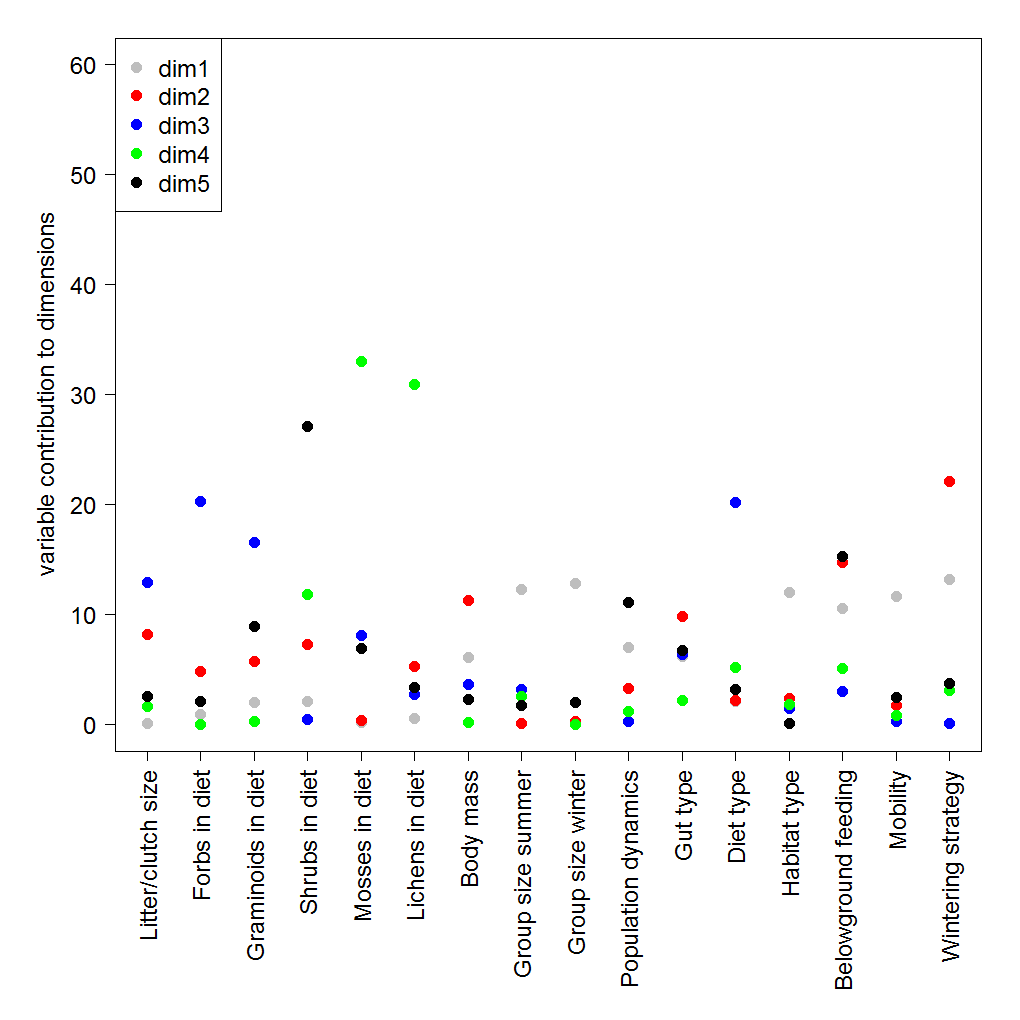 dim1
dim2
dim3
dim4
dim5
60
50
40
30
20
10
0
variable contribution to dimensions
Litter/clutch size
Forbs in diet
Graminoids in diet
Shrubs in diet
Mosses in diet
Lichens in diet
Body mass
Group size summer
Group size winter
Population dynamics
Gut type
Diet type
Habitat type
Belowground feeding
Mobility
Wintering strategy